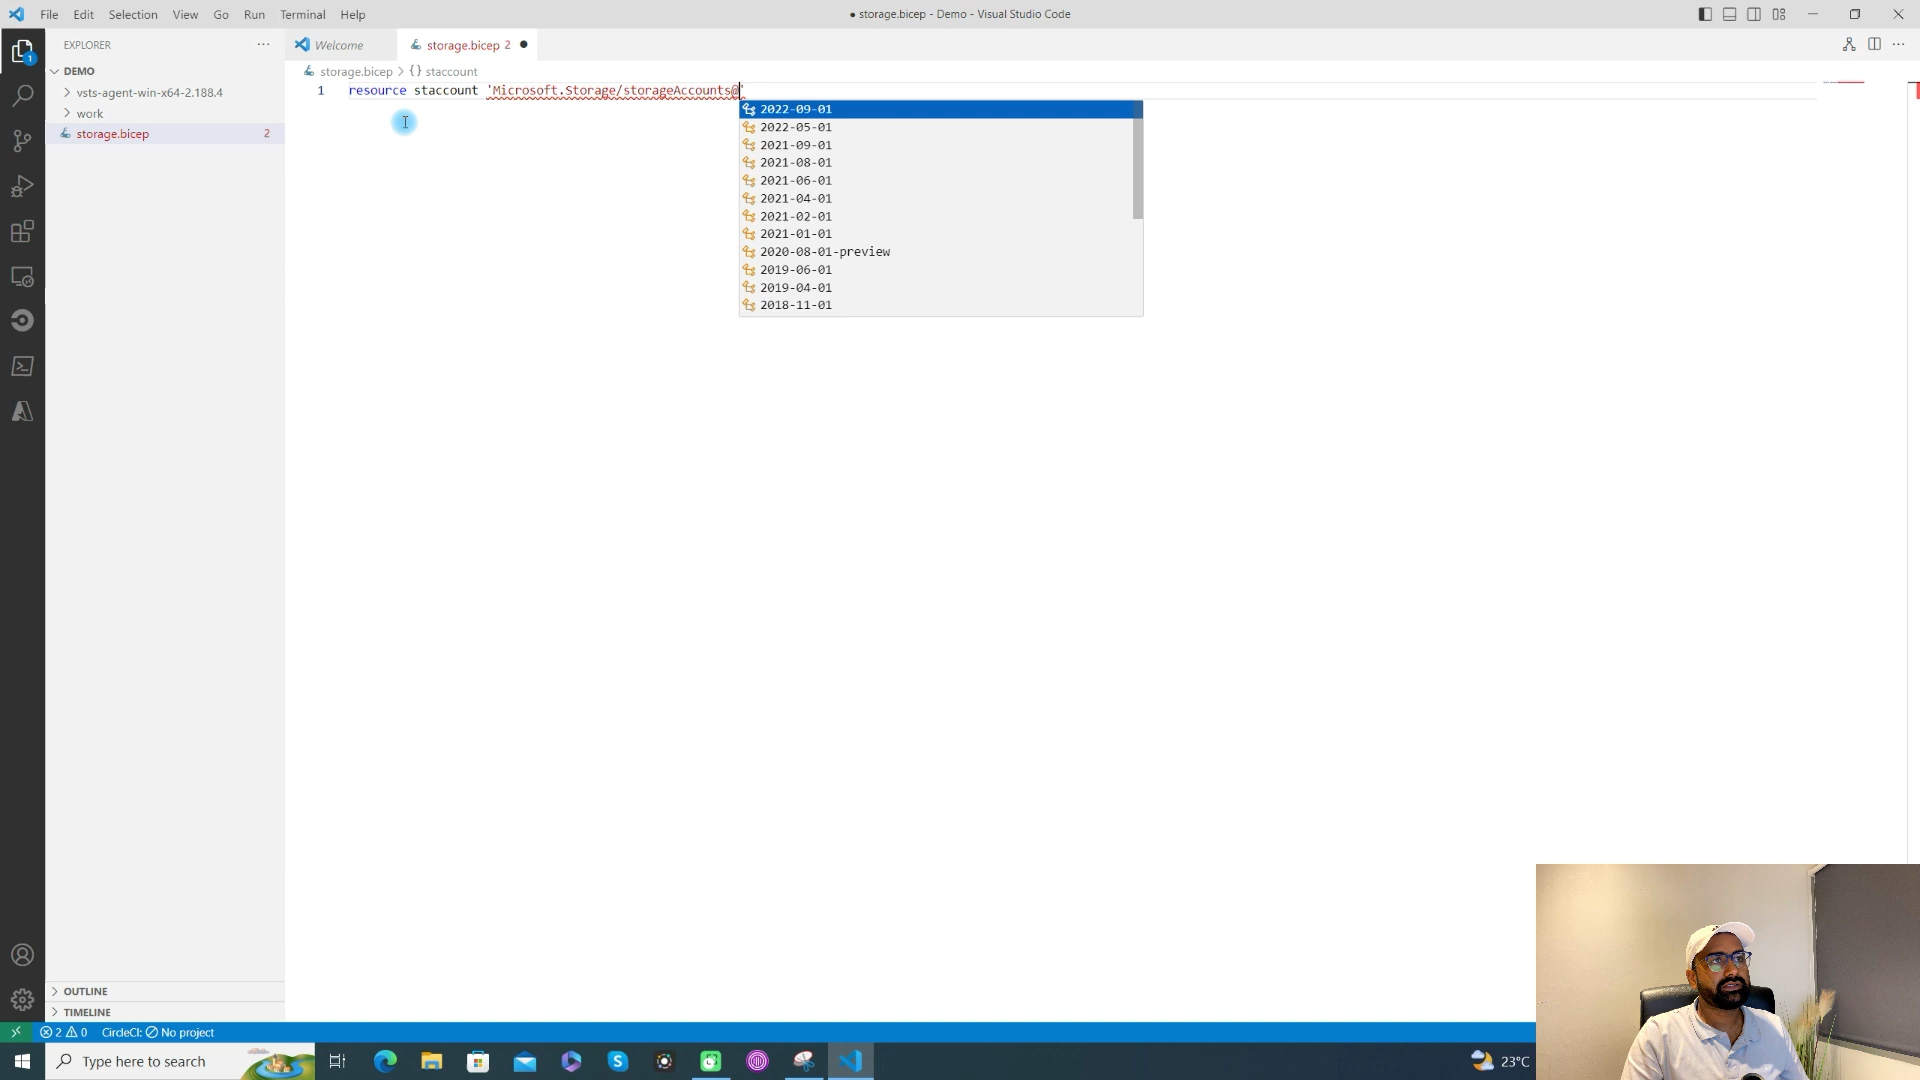 File Edit Selection View Go Run Terminal Help
● storage.bicep - Demo - Visual Studio Code
EXPLORER
Welcome
storage.bicep 2
DEMO
storage.bicep > {} staccount
vsts-agent-win-x64-2.188.4
work
storage.bicep 2
1 resource staccount 'Microsoft.Storage/storageAccounts@'
2022-09-01
2022-05-01
2021-09-01
2021-08-01
2021-06-01
2021-04-01
2021-02-01
2021-01-01
2020-08-01-preview
2019-06-01
2019-04-01
2018-11-01
1
OUTLINE
TIMELINE
2 0 CircleCI: No project
Type here to search
23°C